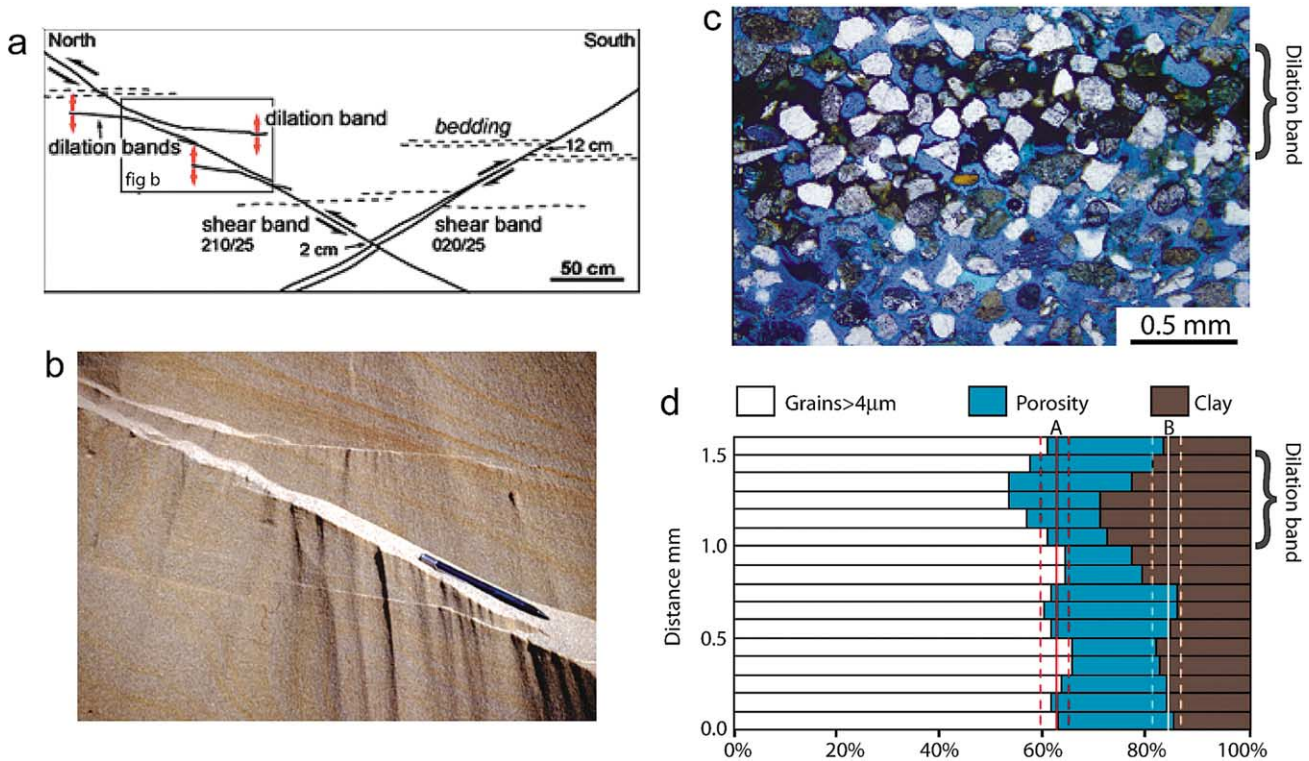 a
North
South
dilation band
bedding
12 cm
dilation bands
fig b
shear band
210/25
shear band
020/25
2 cm
50 cm
b
c
Dilation band
0.5 mm
d
Grains>4μm
Porosity
Clay
A
B
1.5
1.0
0.5
0.0
Distance mm
Dilation band
0%
20%
40%
60%
80%
100%